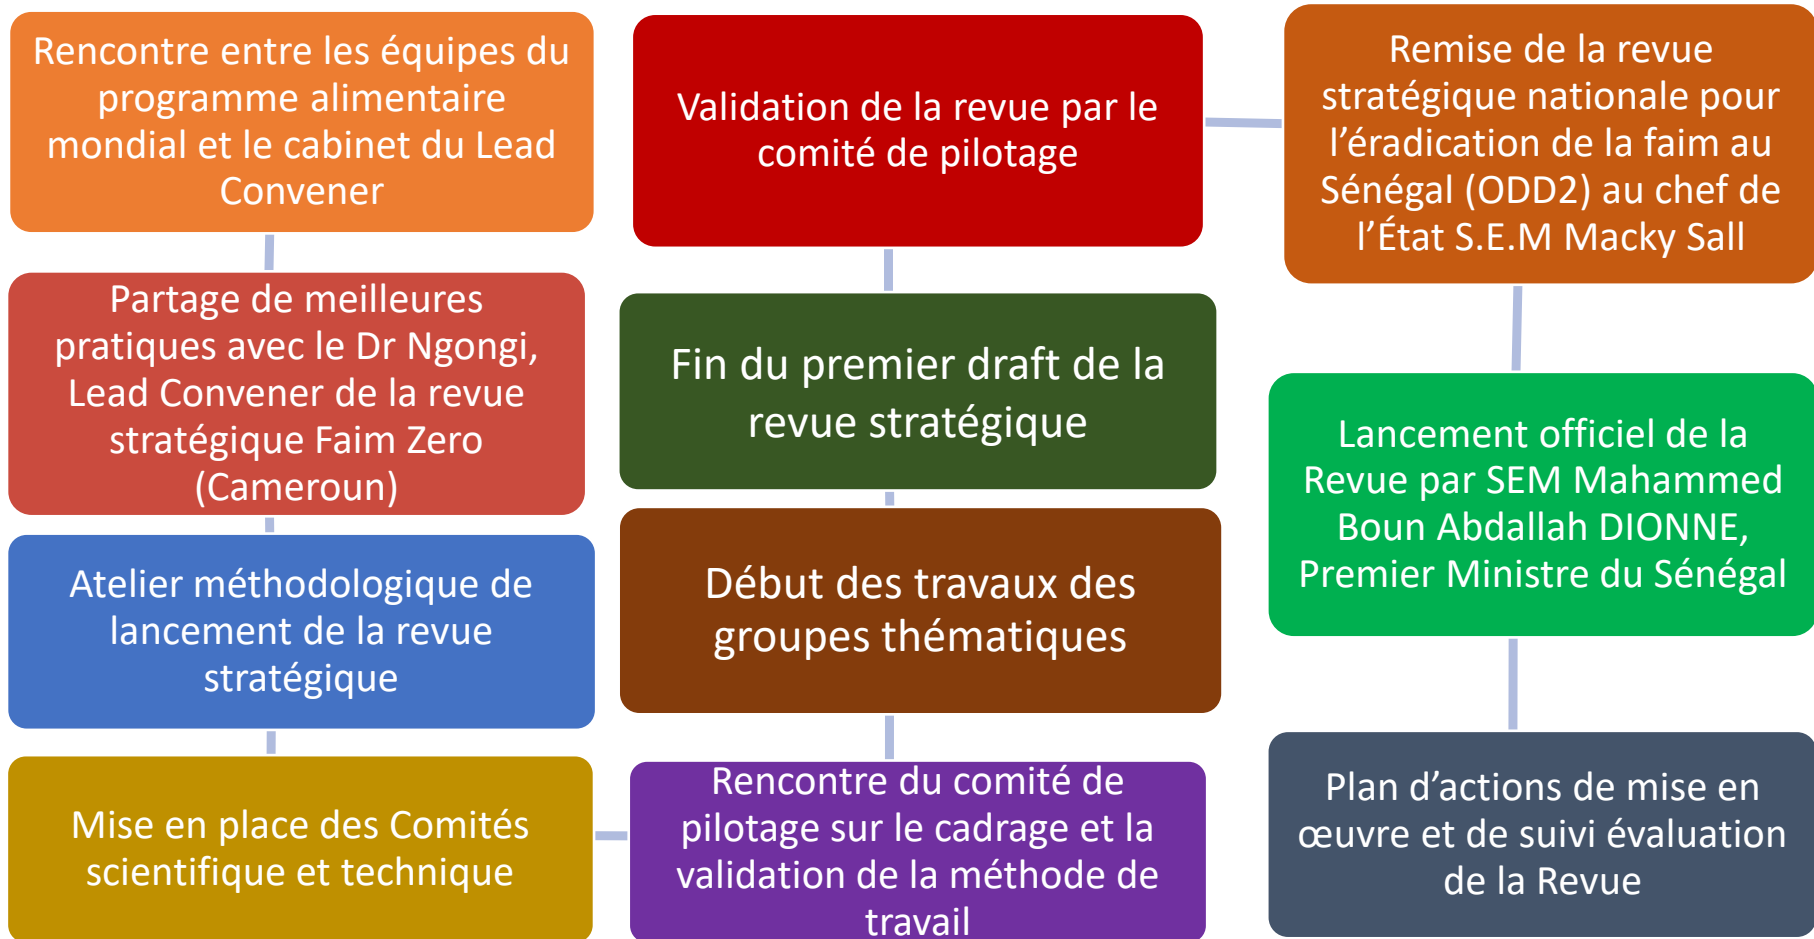 Rencontre entre les équipes du
programme alimentaire
mondial et le cabinet du Lead
Convener
Partage de meilleures
pratiques avec le Dr Ngongi,
Lead Convener de la revue
stratégique Faim Zero
(Cameroun)
Atelier méthodologique de
lancement de la revue
stratégique
Mise en place des Comités
scientifique et technique
Rencontre du comité de
pilotage sur le cadrage et la
validation de la méthode de
travail
Début des travaux des
groupes thématiques
Fin du premier draft de la
revue stratégique
Validation de la revue par le
comité de pilotage
Remise de la revue
stratégique nationale pour
l’éradication de la faim au
Sénégal (ODD2) au chef de
l’État S.E.M Macky Sall
Lancement officiel de la
Revue par SEM Mahammed
Boun Abdallah DIONNE,
Premier Ministre du Sénégal
Plan d’actions de mise en
œuvre et de suivi évaluation
de la Revue